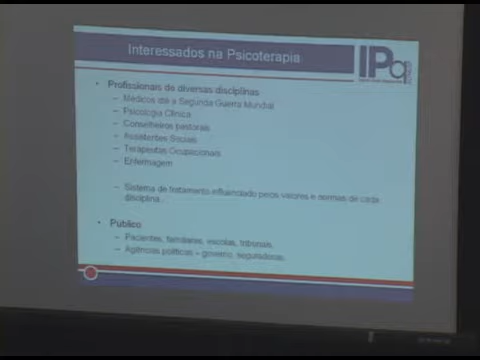 Interessados na Psicoterapia
IPq
• Profissionais de diversas disciplinas
– Médicos até a Segunda Guerra Mundial
– Psicologia Clínica
– Conselheiros pastorais
– Assistentes Sociais
– Terapeutas Ocupacionais
– Enfermagem
– Sistema de tratamento influenciado pelos valores e normas de cada
disciplina.
• Público
– Pacientes, familiares, escolas, tribunais.
– Agências políticas – governo, seguradoras.